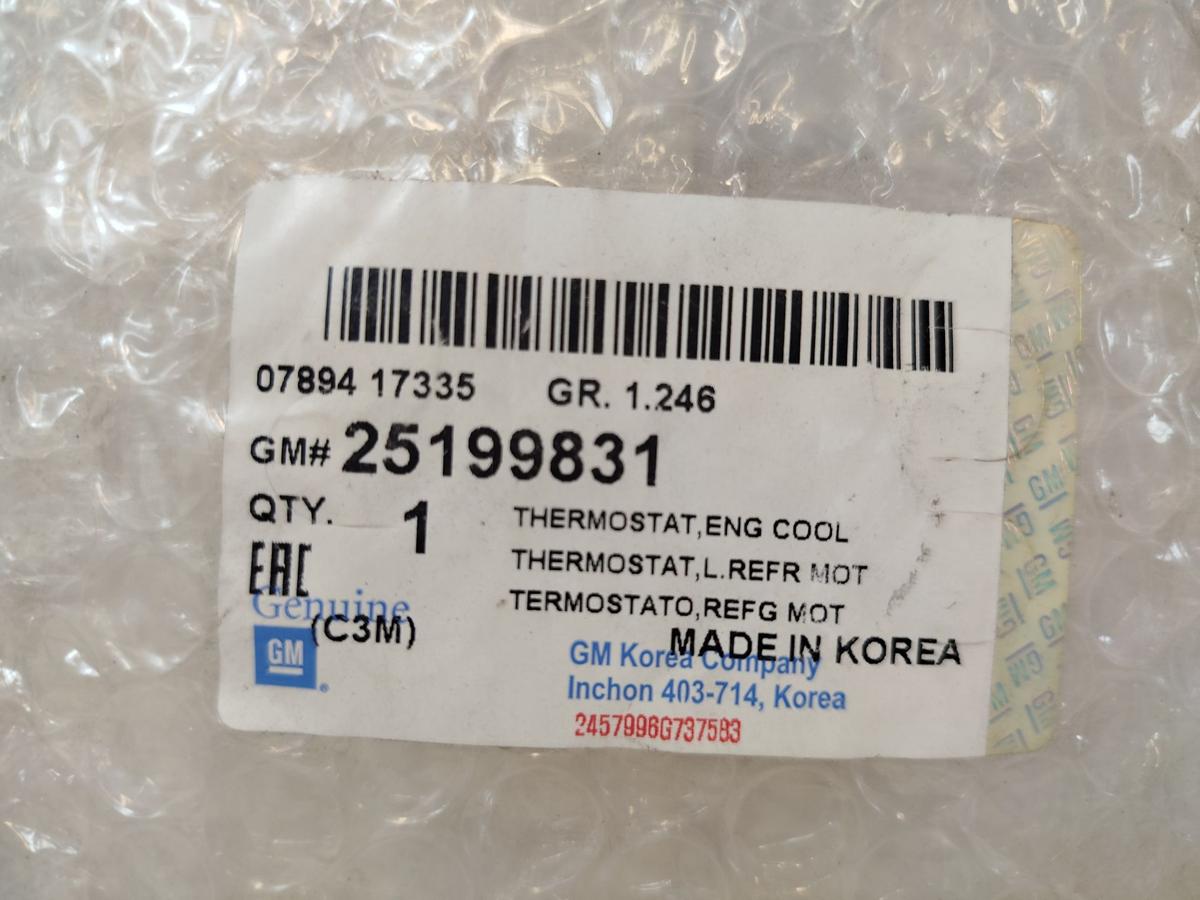 07894 17335 GR. 1.246
GM# 25199831
QTY. 1
THERMOSTAT,ENG COOL
THERMOSTAT,L.REFR MOT
TERMOSTATO,REFG MOT
EAC
Genuine
(C3M)
GM
MADE IN KOREA
GM Korea Company
Inchon 403-714, Korea
2457996G737583